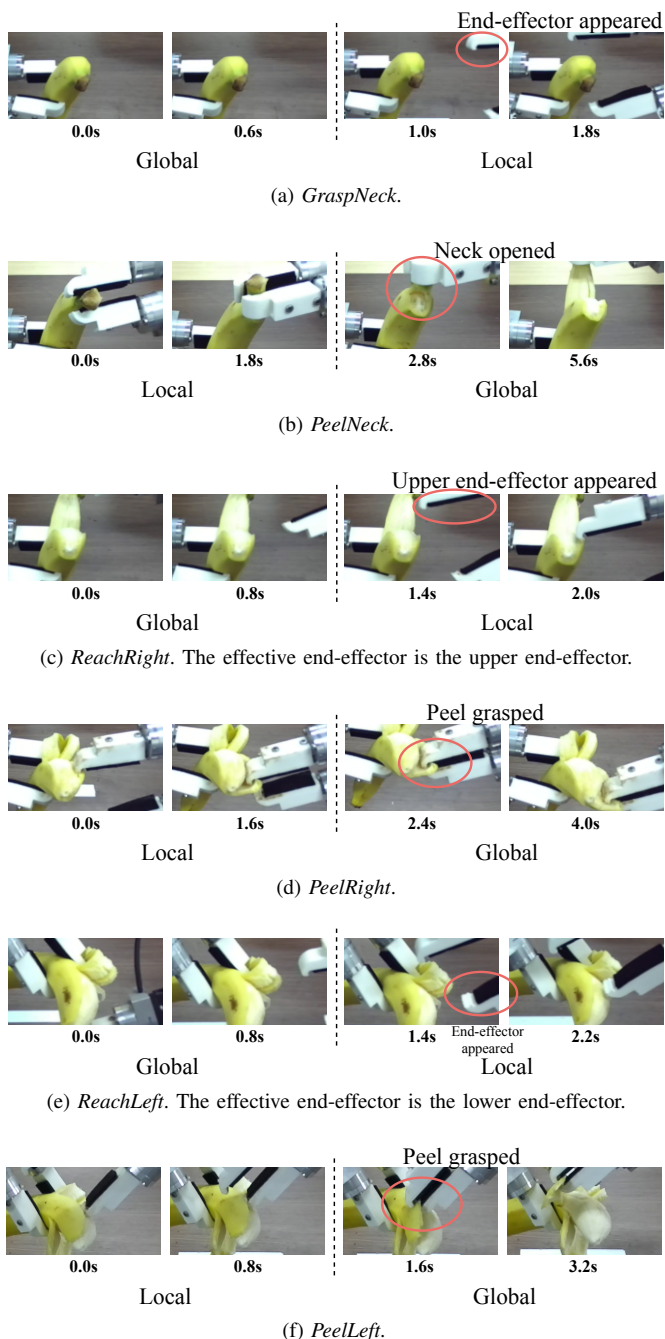 End-effector appeared
0.0s 0.6s 1.0s 1.8s
Global Local
(a) GraspNeck.
Neck opened
0.0s 1.8s 2.8s 5.6s
Local Global
(b) PeelNeck.
Upper end-effector appeared
0.0s 0.8s 1.4s 2.0s
Global Local
(c) ReachRight. The effective end-effector is the upper end-effector.
Peel grasped
0.0s 1.6s 2.4s 4.0s
Local Global
(d) PeelRight.
0.0s 0.8s 1.4s 2.2s
End-effector
appeared
Global Local
(e) ReachLeft. The effective end-effector is the lower end-effector.
Peel grasped
0.0s 0.8s 1.6s 3.2s
Local Global
(f) PeelLeft.